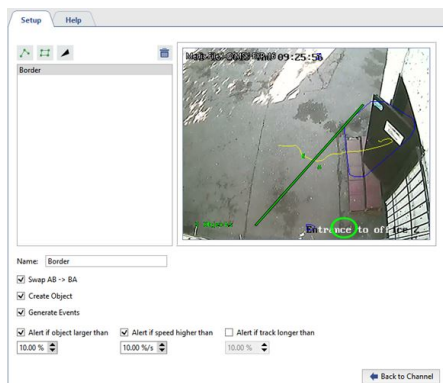 Setup Help
Border
09:25:56
Entrance to office 2
Name: Border
Swap AB -> BA
Create Object
Generate Events
Alert if object larger than Alert if speed higher than Alert if track longer than
10.00 % 10.00 %/s 10.00 %
Back to Channel